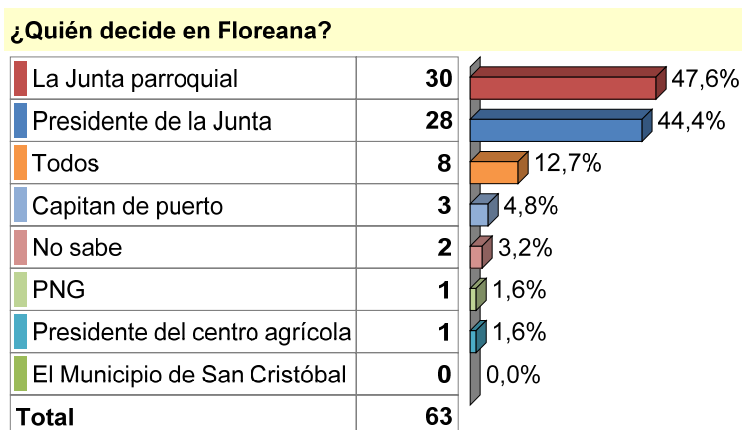 ¿Quién decide en Floreana?
La Junta parroquial 30 47,6%
Presidente de la Junta 28 44,4%
Todos 8 12,7%
Capitan de puerto 3 4,8%
No sabe 2 3,2%
PNG 1 1,6%
Presidente del centro agrícola 1 1,6%
El Municipio de San Cristóbal 0 0,0%
Total 63